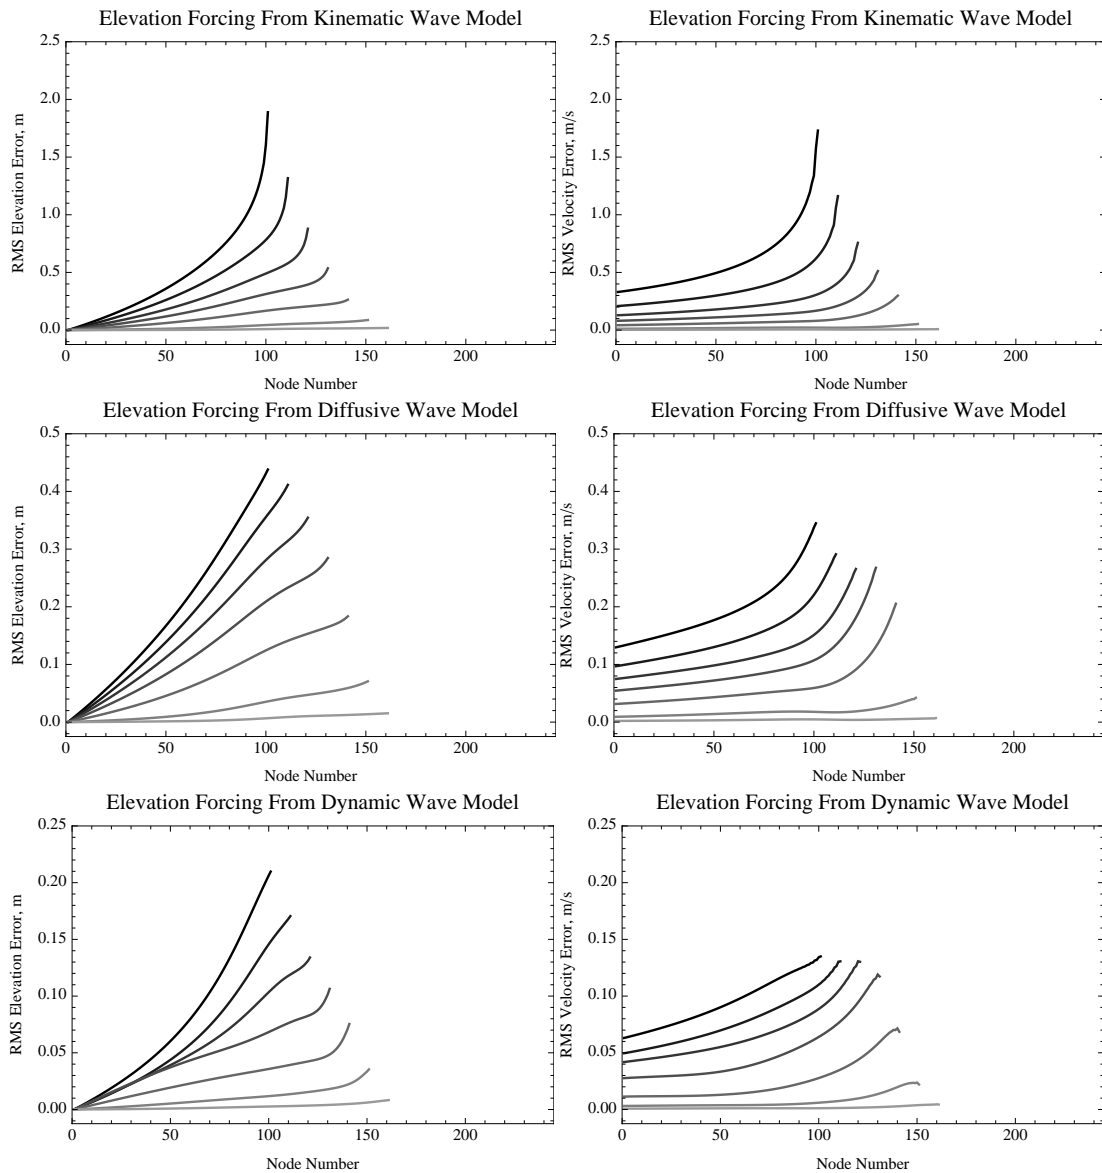 Elevation Forcing From Kinematic Wave Model
RMS Elevation Error, m
2.5
2.0
1.5
1.0
0.5
0.0
0 50 100 150 200
Node Number
Elevation Forcing From Kinematic Wave Model
RMS Velocity Error, m/s
2.5
2.0
1.5
1.0
0.5
0.0
0 50 100 150 200
Node Number
Elevation Forcing From Diffusive Wave Model
RMS Elevation Error, m
0.5
0.4
0.3
0.2
0.1
0.0
0 50 100 150 200
Node Number
Elevation Forcing From Diffusive Wave Model
RMS Velocity Error, m/s
0.5
0.4
0.3
0.2
0.1
0.0
0 50 100 150 200
Node Number
Elevation Forcing From Dynamic Wave Model
RMS Elevation Error, m
0.25
0.20
0.15
0.10
0.05
0.00
0 50 100 150 200
Node Number
Elevation Forcing From Dynamic Wave Model
RMS Velocity Error, m/s
0.25
0.20
0.15
0.10
0.05
0.00
0 50 100 150 200
Node Number